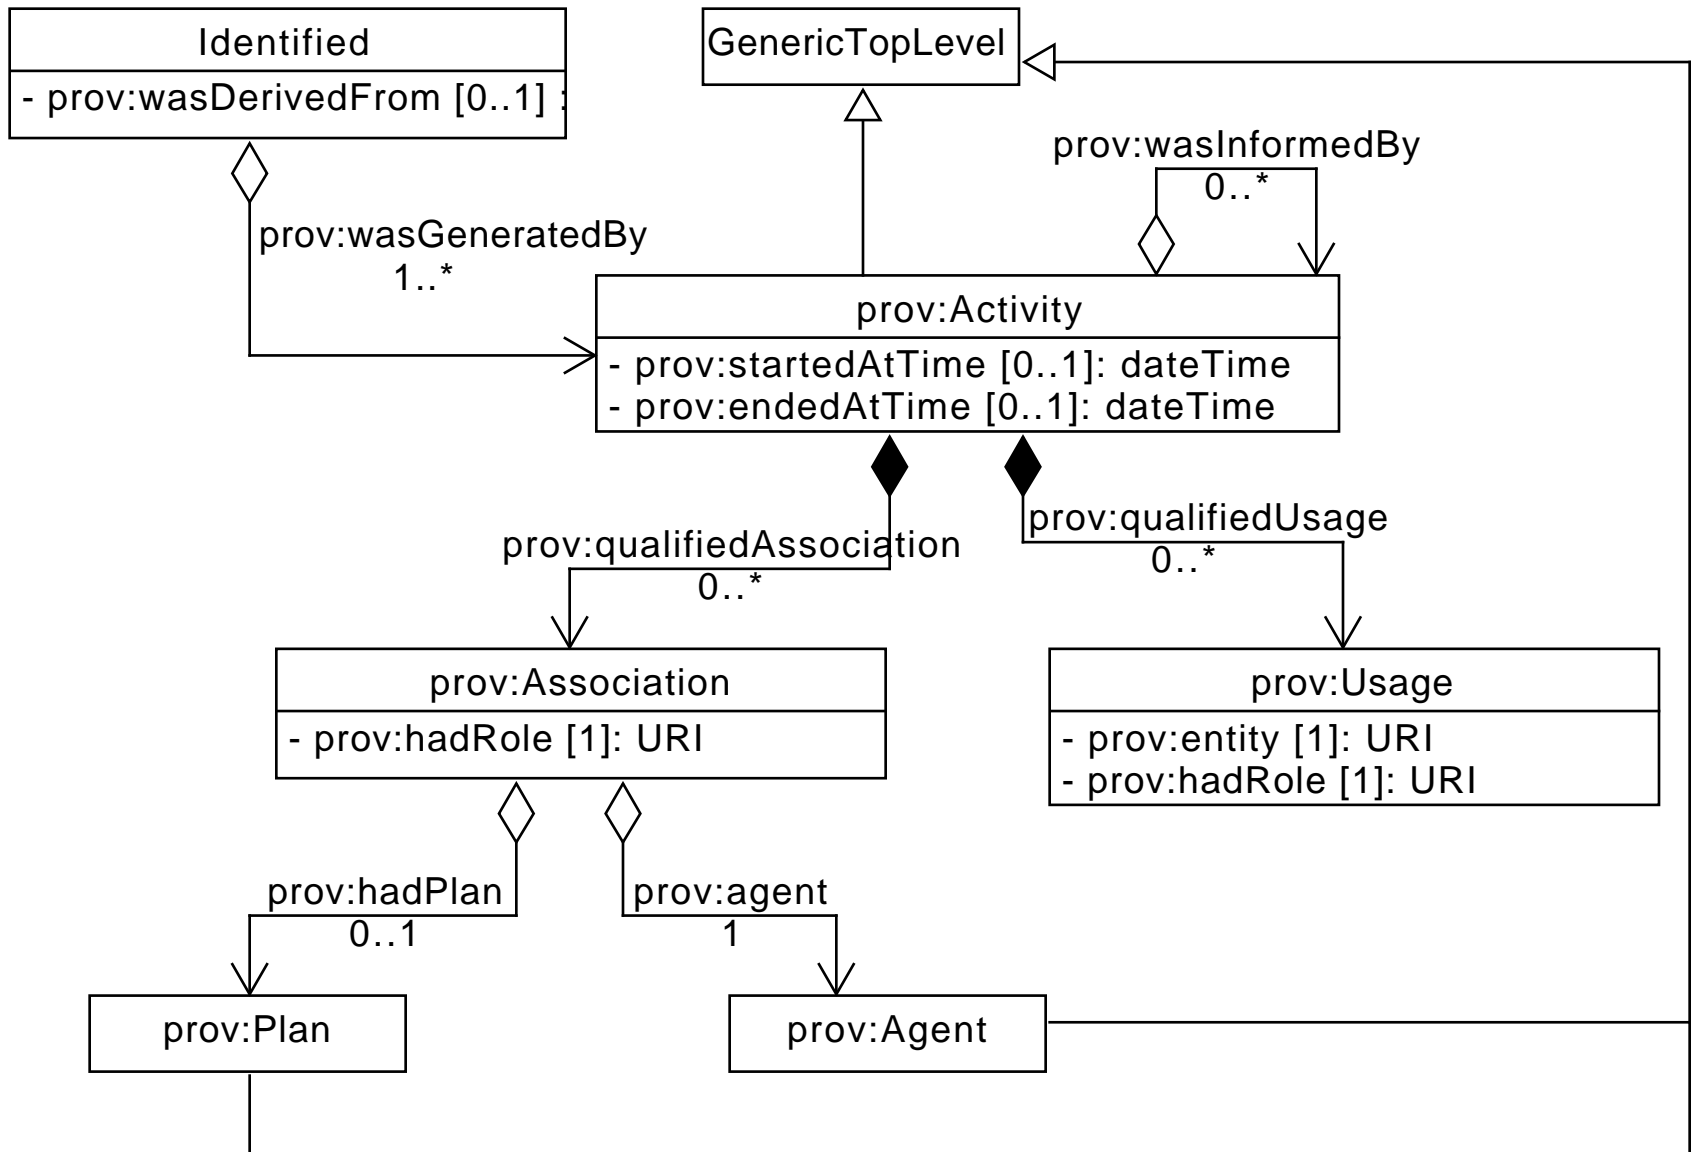 Identified
- prov:wasDerivedFrom [0..1] :
GenericTopLevel
prov:wasInformedBy
0..*
prov:wasGeneratedBy
1..*
prov:Activity
- prov:startedAtTime [0..1]: dateTime
- prov:endedAtTime [0..1]: dateTime
prov:qualifiedAssociation
0..*
prov:qualifiedUsage
0..*
prov:Association
- prov:hadRole [1]: URI
prov:Usage
- prov:entity [1]: URI
- prov:hadRole [1]: URI
prov:hadPlan
0..1
prov:agent
1
prov:Plan
prov:Agent